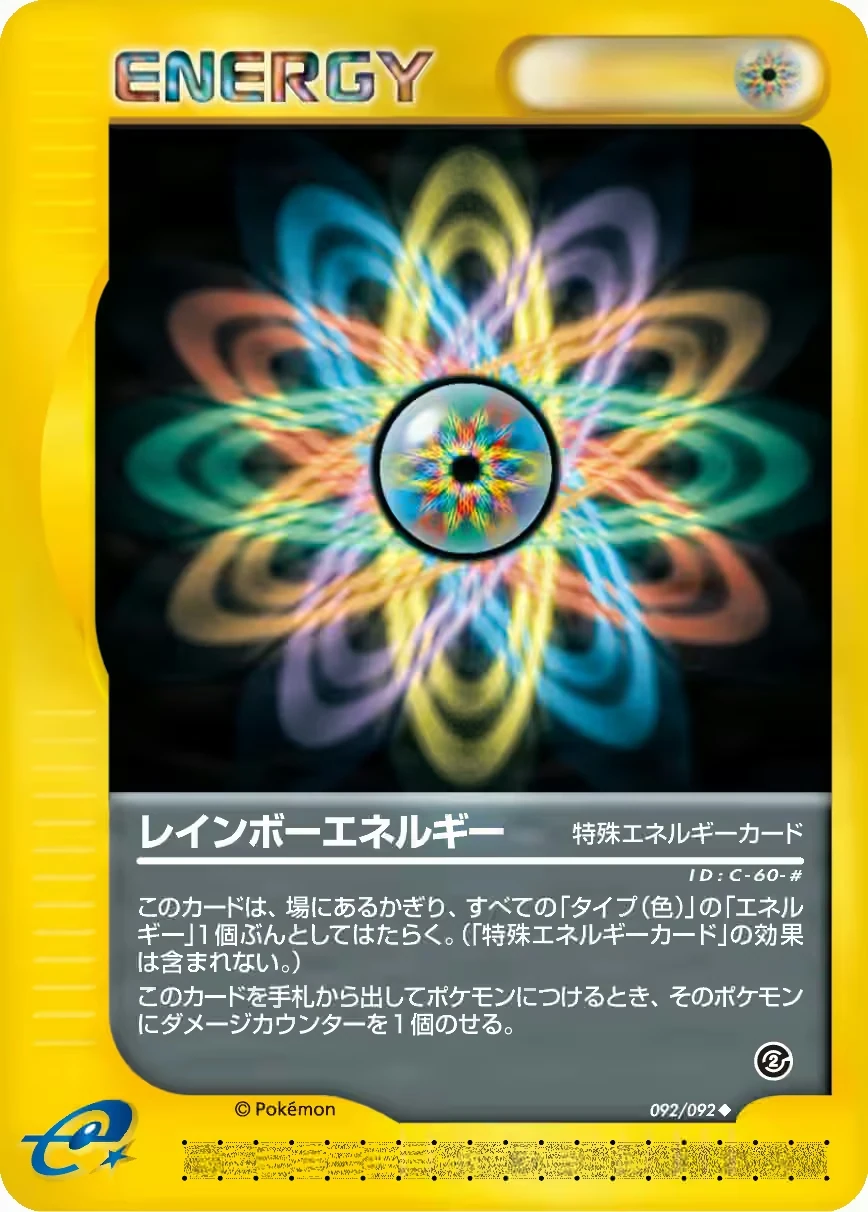 ENERGY
レインボーエネルギー
特殊エネルギーカード
ID:C-60-#
このカードは、場にあるかぎり、すべての「タイプ(色)」の「エネル
ギー」1個ぶんとしてはたらく。(「特殊エネルギーカード」の効果
は含まれない。)
このカードを手札から出してポケモンにつけるとき、そのポケモン
にダメージカウンターを1個のせる。
2
© Pokémon
092/092◆
e